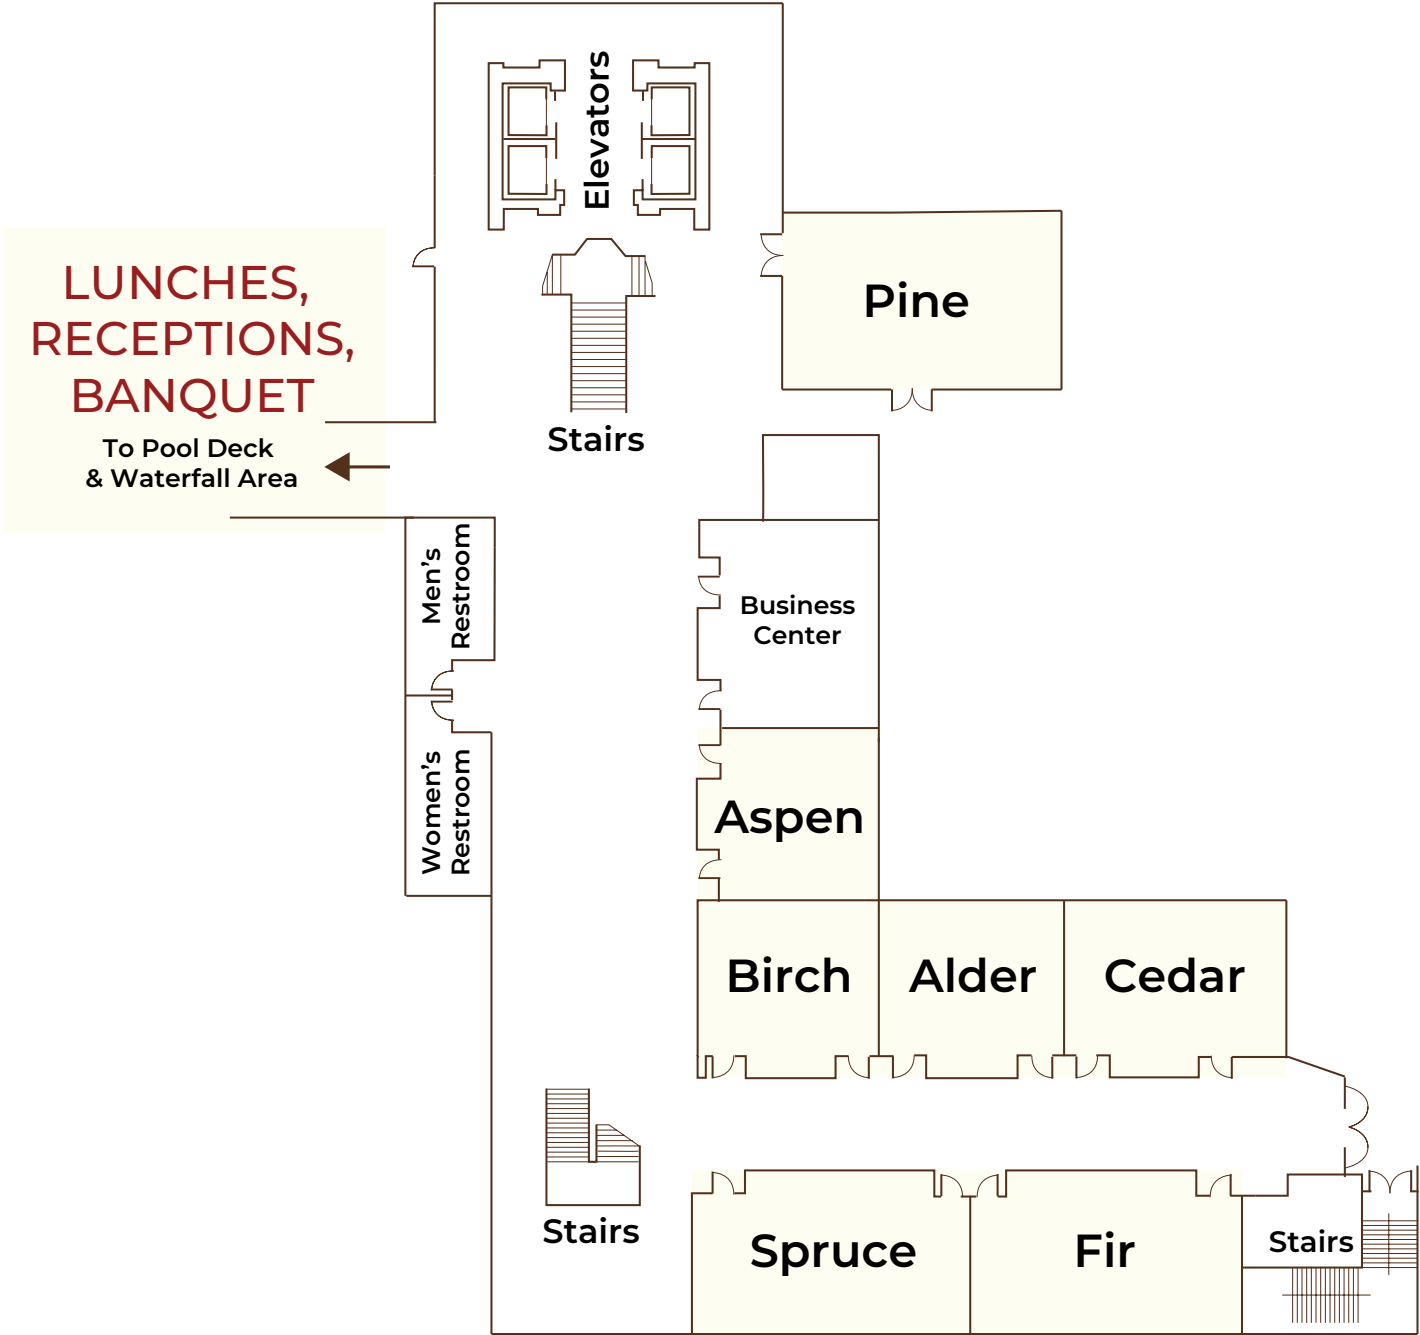 Elevators
LUNCHES,
RECEPTIONS,
BANQUET
To Pool Deck
& Waterfall Area
Pine
Stairs
Men’s
Restroom
Business
Center
Women’s
Restroom
Aspen
Birch
Alder
Cedar
Stairs
Spruce
Fir
Stairs